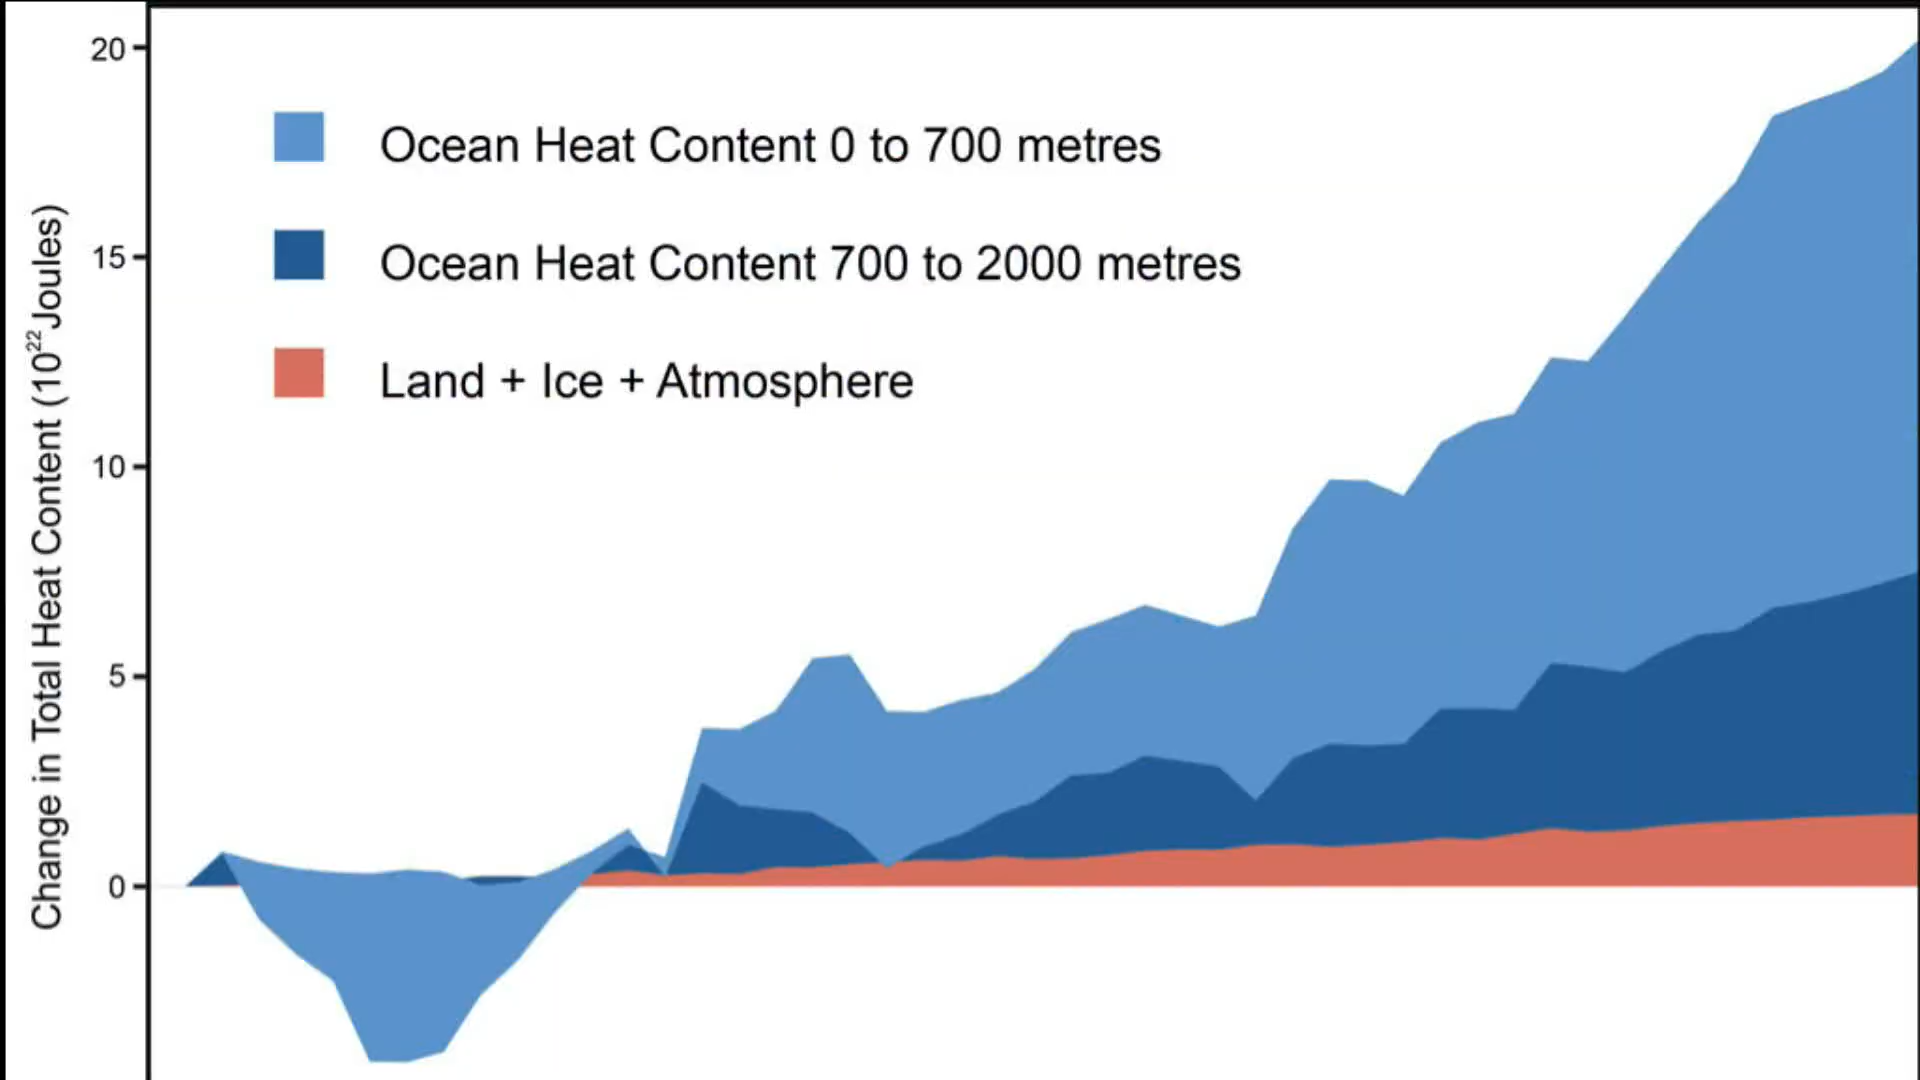 20
15
10
5
0
Change in Total Heat Content (10²² Joules)
Ocean Heat Content 0 to 700 metres
Ocean Heat Content 700 to 2000 metres
Land + Ice + Atmosphere